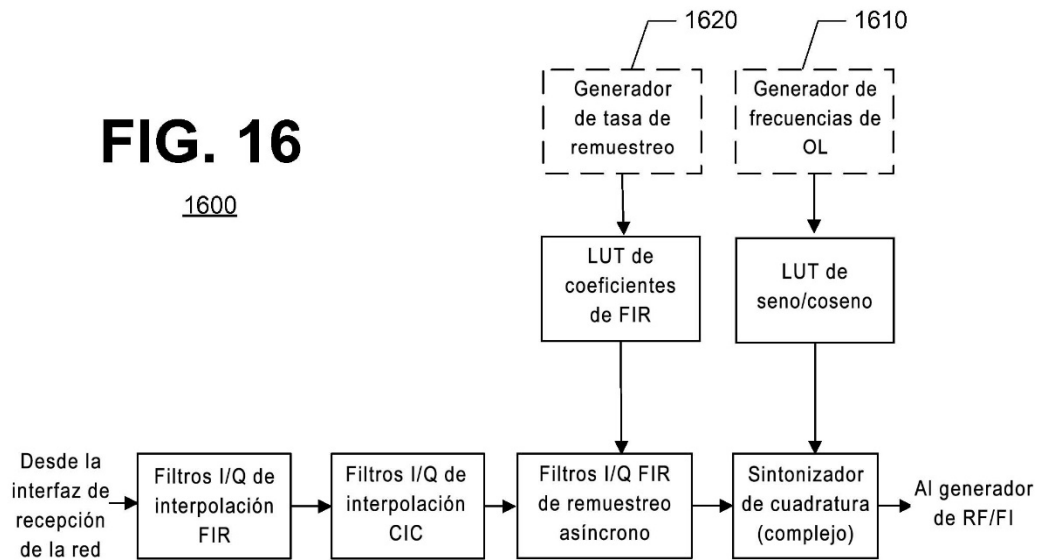 1620
1610
FIG. 16
1600
Generador
de tasa de
remuestreo
Generador de
frecuencias de
OL
LUT de
coeficientes
de FIR
LUT de
seno/coseno
Desde la
interfaz de
recepción
de la red
Filtros I/Q de
interpolación
FIR
Filtros I/Q de
interpolación
CIC
Filtros I/Q FIR
de remuestreo
asíncrono
Sintonizador
de cuadratura
(complejo)
Al generador
de RF/FI